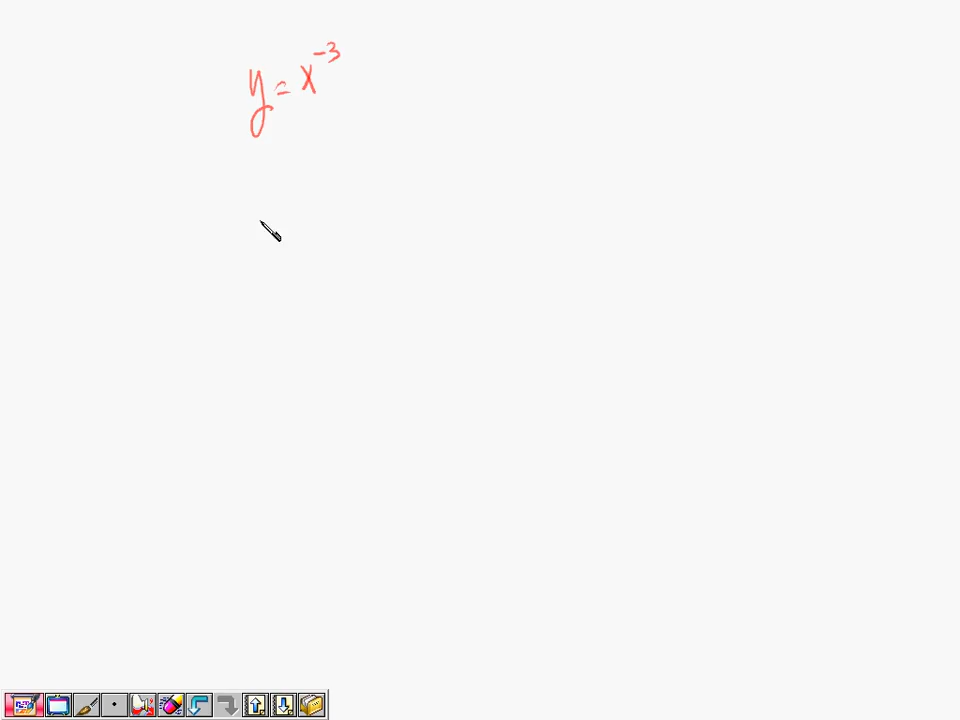 y = x⁻³